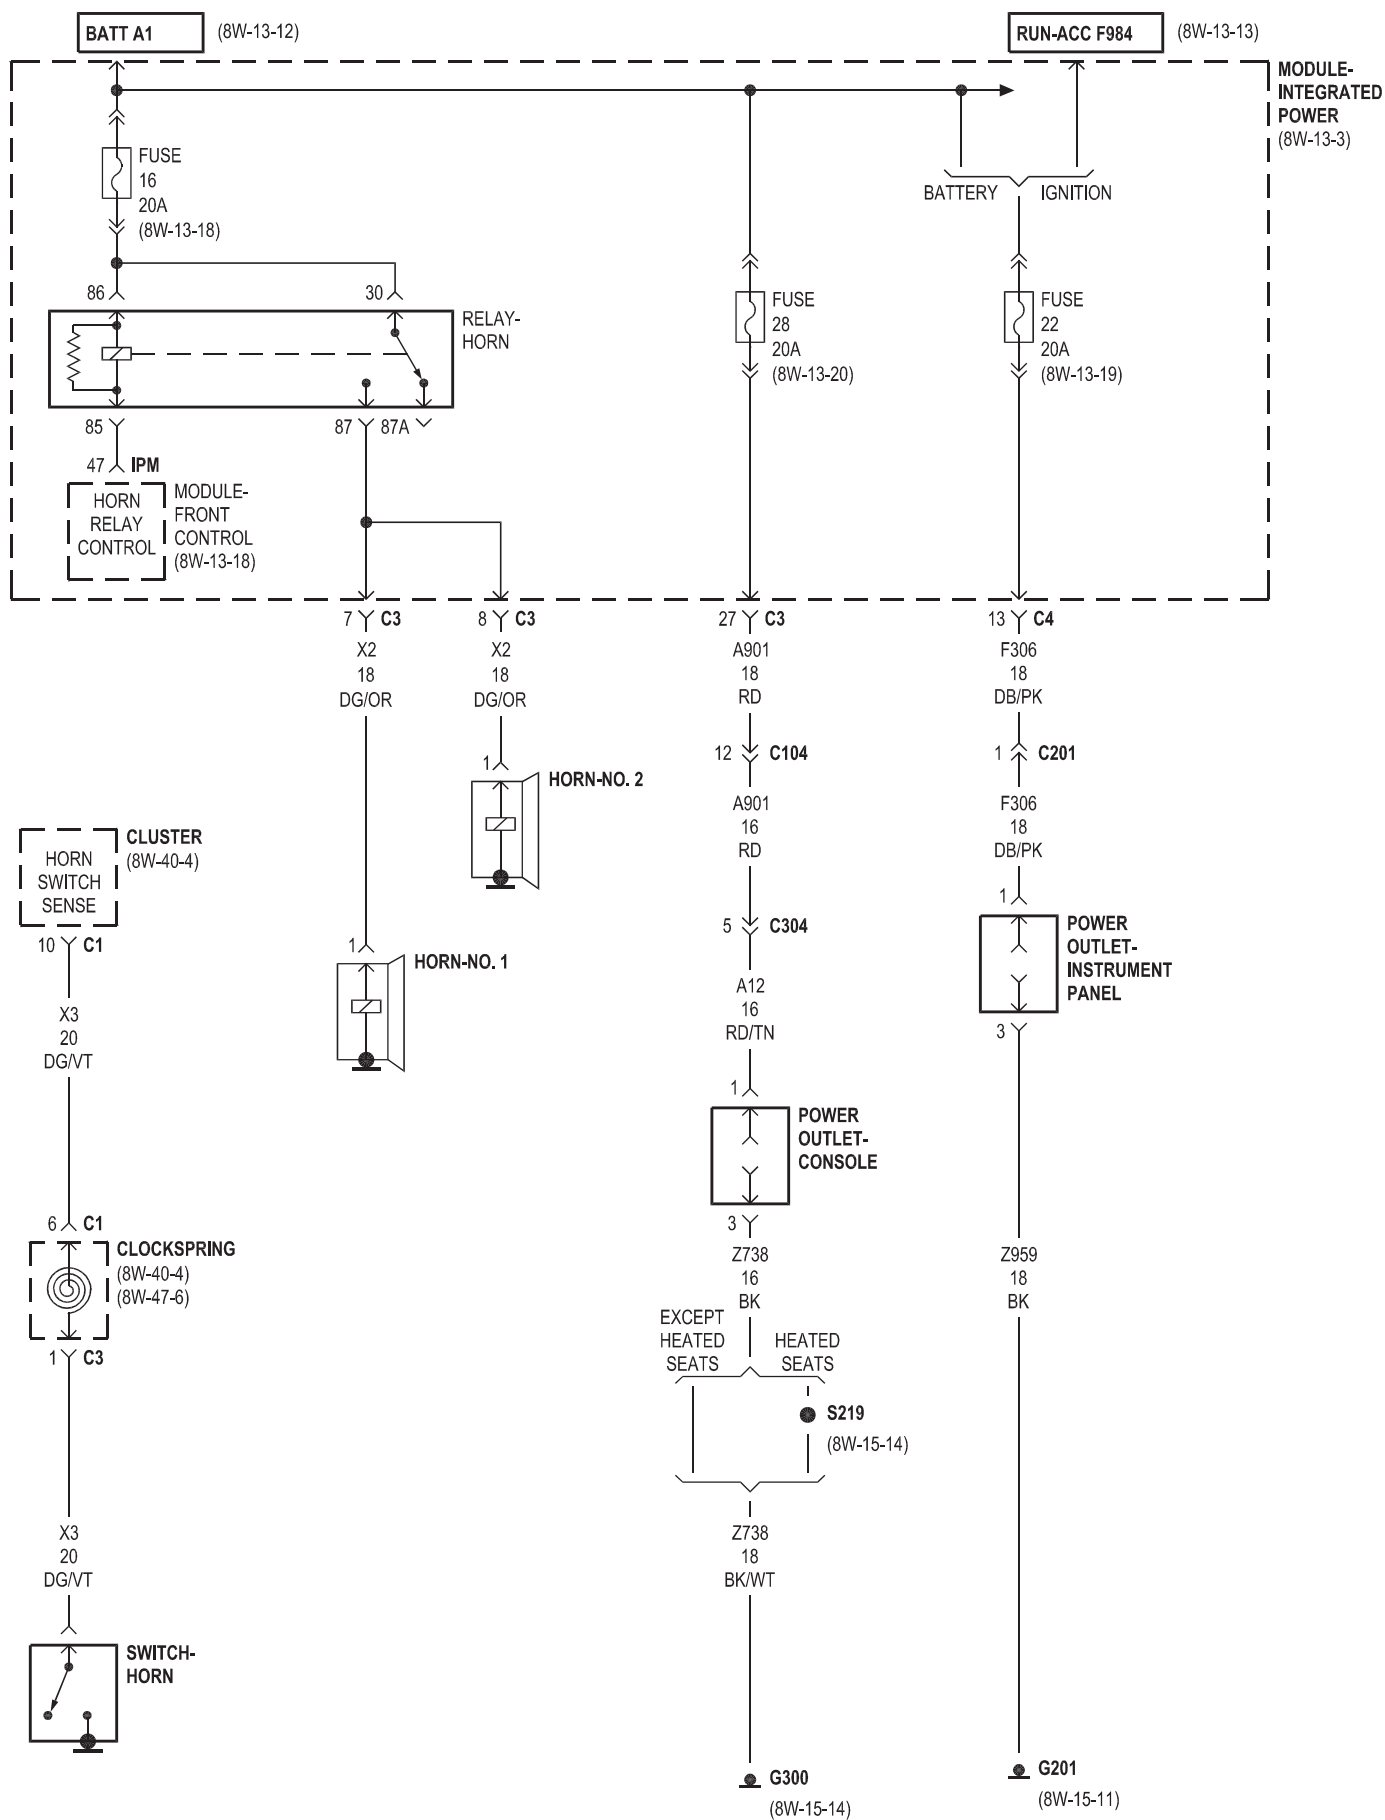 BATT A1 (8W-13-12)
RUN-ACC F984 (8W-13-13)
MODULE-
INTEGRATED
POWER
(8W-13-3)
FUSE
16
20A
(8W-13-18)
BATTERY
IGNITION
86
30
RELAY-
HORN
FUSE
28
20A
(8W-13-20)
FUSE
22
20A
(8W-13-19)
85
87
87A
47 IPM
HORN
RELAY
CONTROL
MODULE-
FRONT
CONTROL
(8W-13-18)
7 C3
8 C3
27 C3
13 C4
X2
18
DG/OR
X2
18
DG/OR
A901
18
RD
F306
18
DB/PK
12 C104
1 C201
1
HORN-NO. 2
A901
16
RD
F306
18
DB/PK
HORN
SWITCH
SENSE
CLUSTER
(8W-40-4)
10 C1
1
HORN-NO. 1
5 C304
1
POWER
OUTLET-
INSTRUMENT
PANEL
3
X3
20
DG/VT
A12
16
RD/TN
1
POWER
OUTLET-
CONSOLE
3
6 C1
CLOCKSPRING
(8W-40-4)
(8W-47-6)
1 C3
Z738
16
BK
Z959
18
BK
EXCEPT
HEATED
SEATS
HEATED
SEATS
S219
(8W-15-14)
X3
20
DG/VT
Z738
18
BK/WT
SWITCH-
HORN
G300
(8W-15-14)
G201
(8W-15-11)